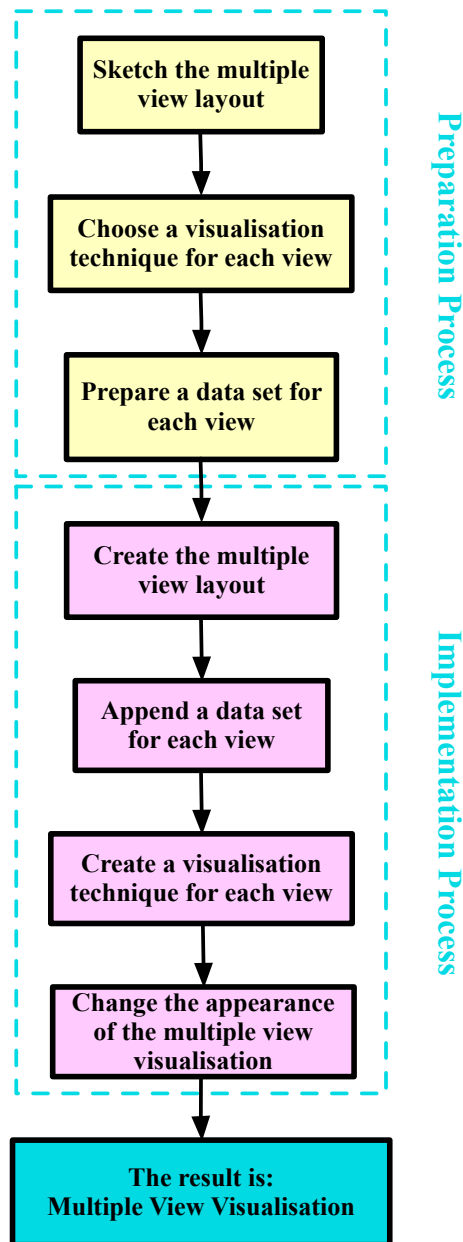 Sketch the multiple
view layout
Choose a visualisation
technique for each view
Prepare a data set for
each view
Preparation Process
Create the multiple
view layout
Append a data set
for each view
Create a visualisation
technique for each view
Change the appearance
of the multiple view
visualisation
Implementation Process
The result is:
Multiple View Visualisation